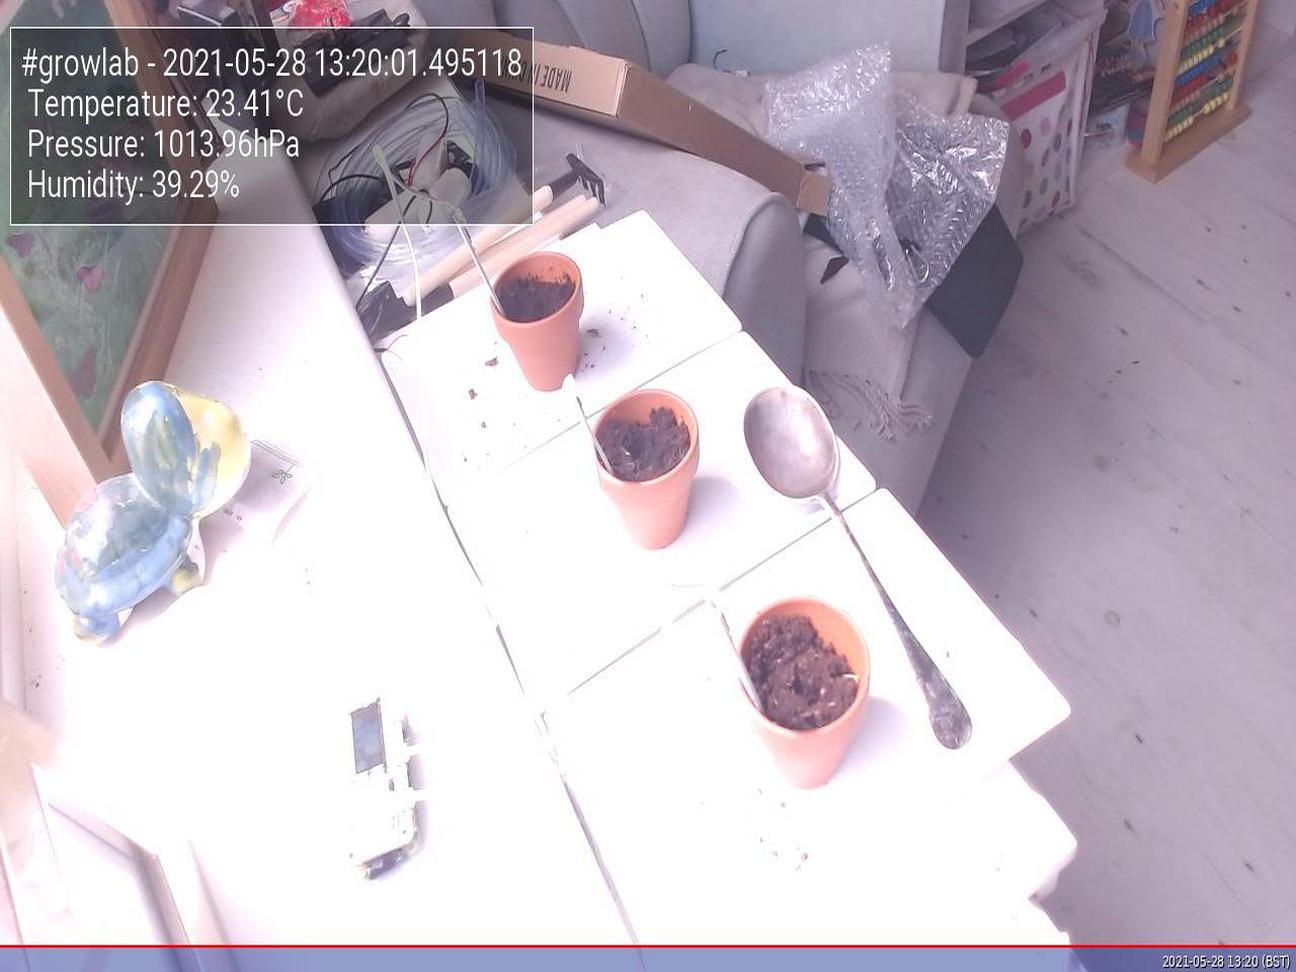 #growlab - 2021-05-28 13:20:01.495118
Temperature: 23.41°C
Pressure: 1013.96hPa
Humidity: 39.29%
MADE IN
2021-05-28 13:20 (BST)